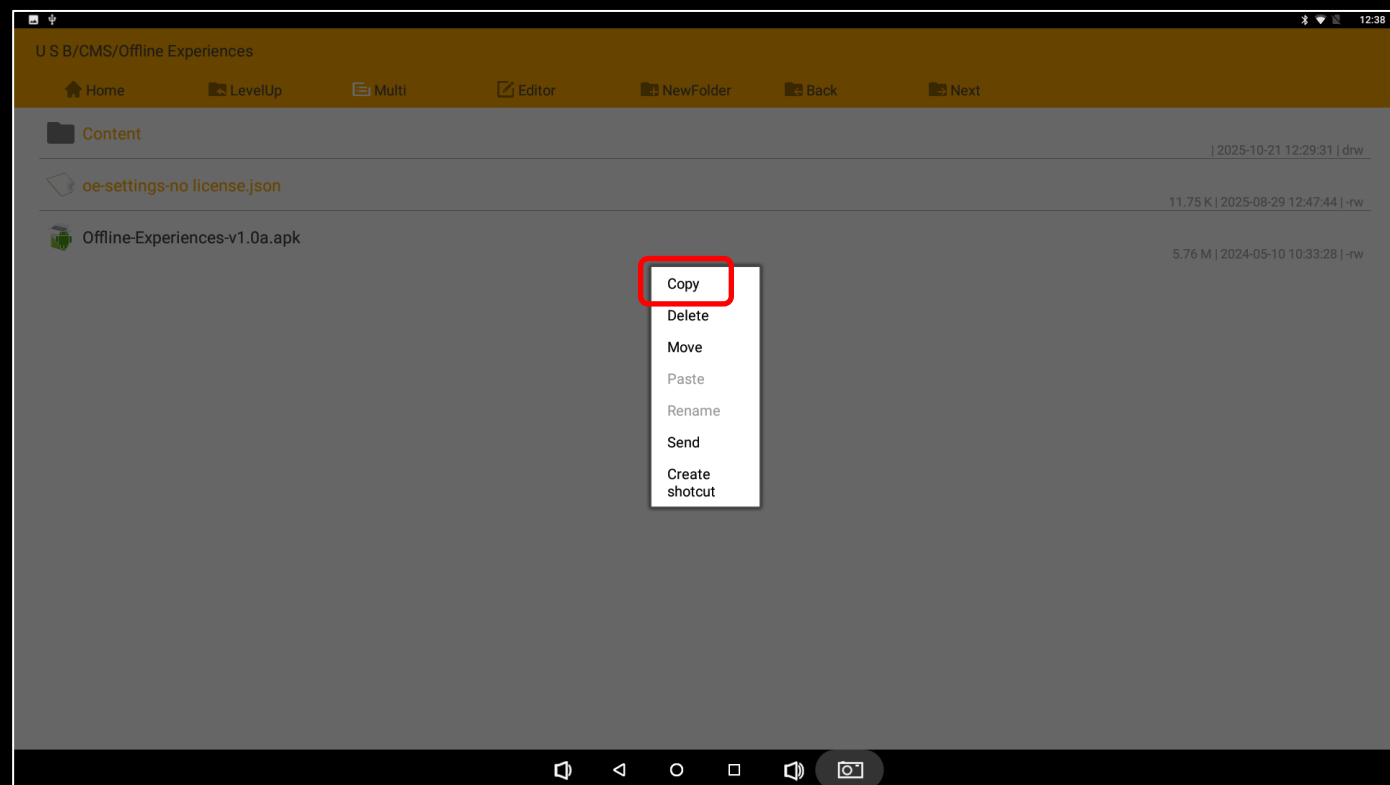 12:38
U S B/CMS/Offline Experiences
Home LevelUp Multi Editor NewFolder Back Next
Content
| 2025-10-21 12:29:31 | drw
oe-settings-no license.json
11.75 K | 2025-08-29 12:47:44 | -rw
Offline-Experiences-v1.0a.apk
5.76 M | 2024-05-10 10:33:28 | -rw
Copy
Delete
Move
Paste
Rename
Send
Create
shotcut